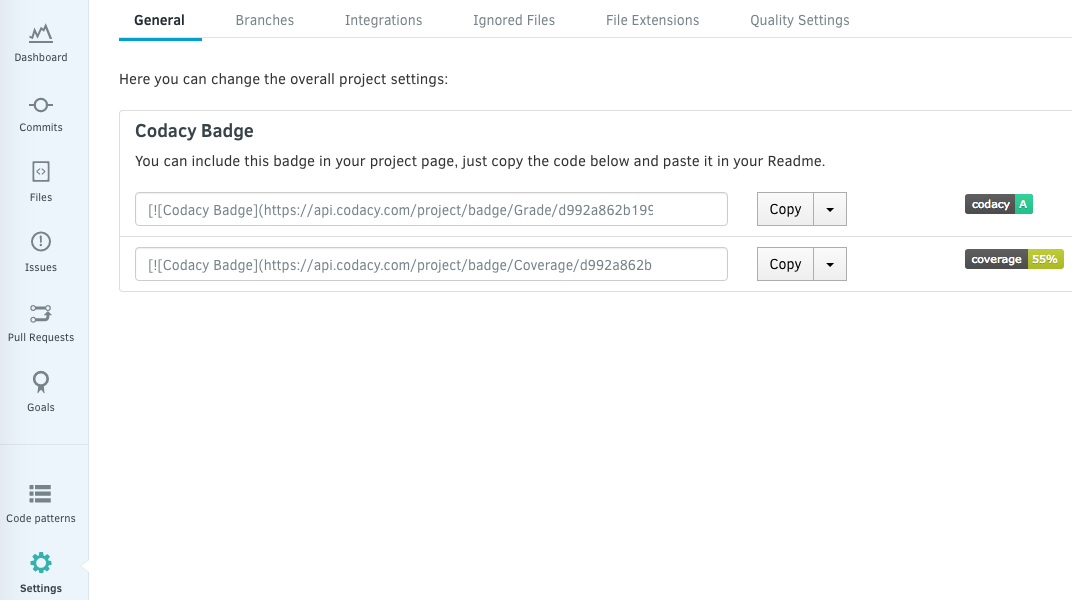 General
Branches
Integrations
Ignored Files
File Extensions
Quality Settings
Dashboard
Commits
Files
Issues
Pull Requests
Goals
Code patterns
Settings
Here you can change the overall project settings:
Codacy Badge
You can include this badge in your project page, just copy the code below and paste it in your Readme.
[![Codacy Badge](https://api.codacy.com/project/badge/Grade/d992a862b199
Copy
codacy A
[![Codacy Badge](https://api.codacy.com/project/badge/Coverage/d992a862b
Copy
coverage 55%